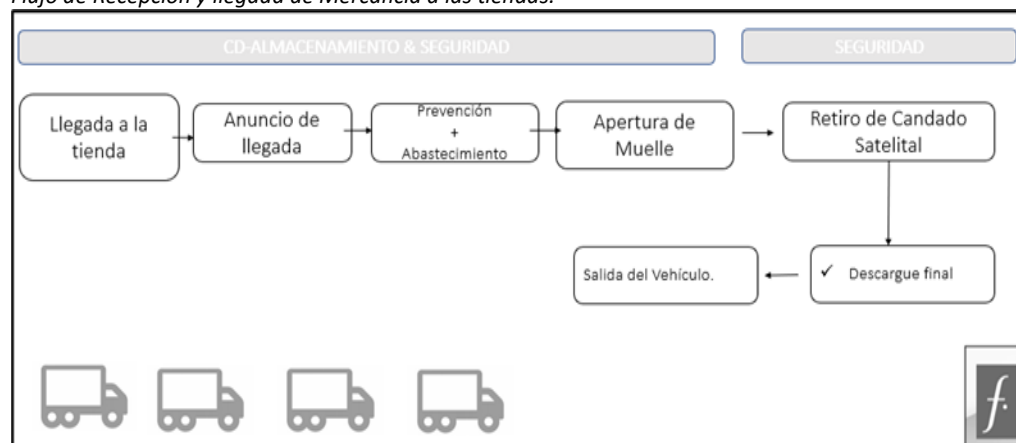 Flujo de Recepción y llegada de Mercancía a las tiendas.
CD-ALMACENAMIENTO & SEGURIDAD
SEGURIDAD
Llegada a la
tienda
Anuncio de
llegada
Prevención
+
Abastecimiento
Apertura de
Muelle
Retiro de Candado
Satelital
Salida del Vehículo.
✓ Descargue final
f.